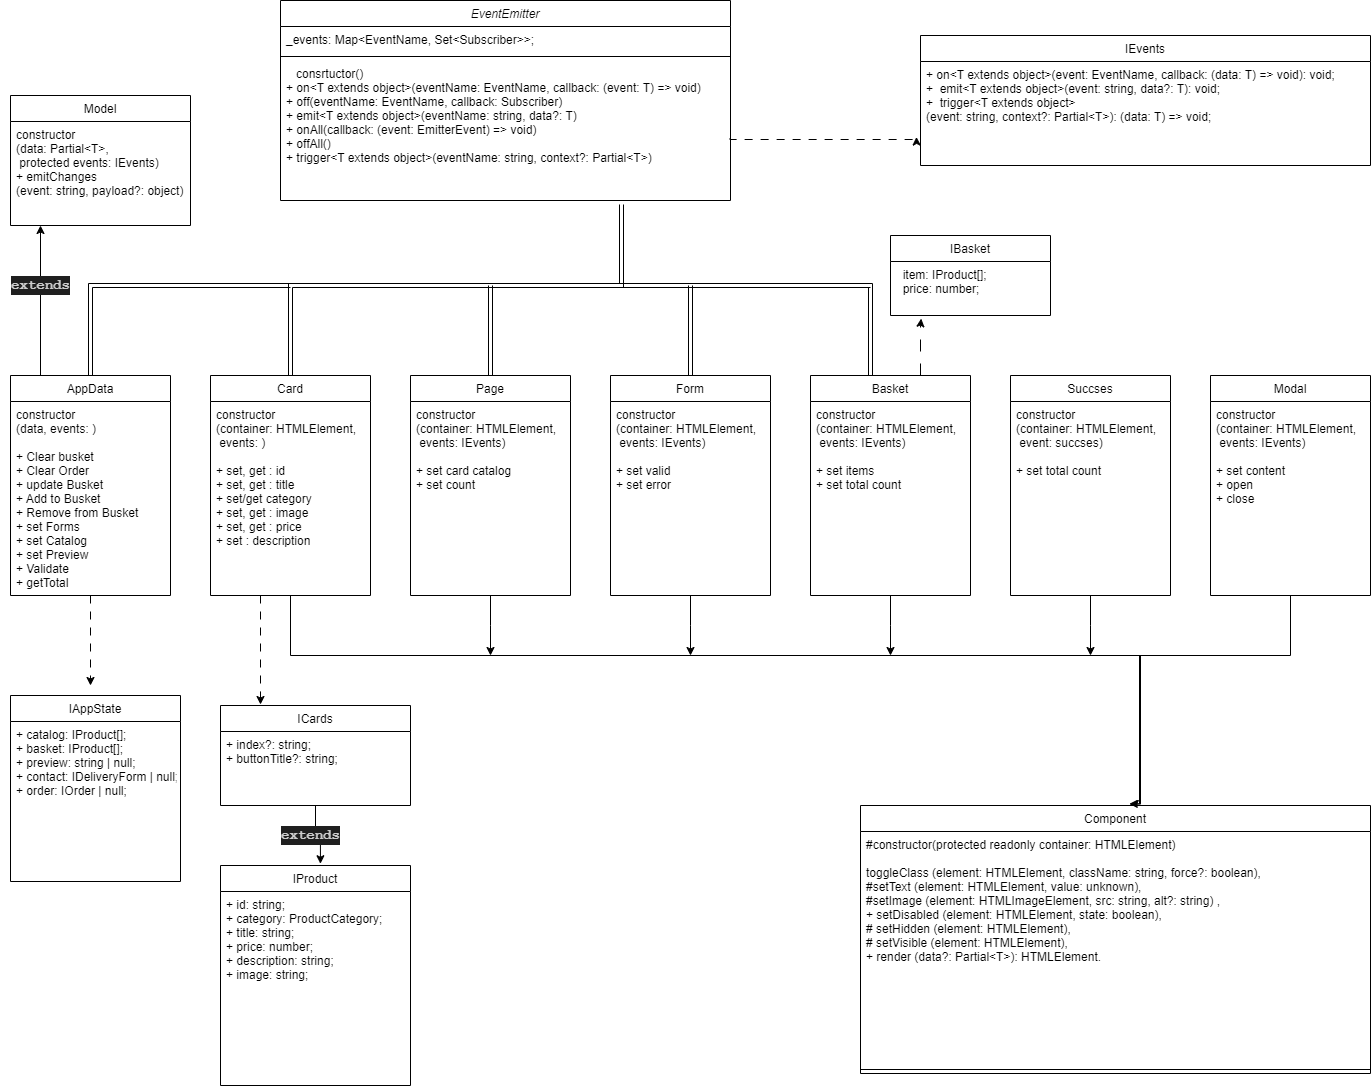 EventEmitter
_events: Map<EventName, Set<Subscriber>>;
consrtuctor()
+ on<T extends object>(eventName: EventName, callback: (event: T) => void)
+ off(eventName: EventName, callback: Subscriber)
+ emit<T extends object>(eventName: string, data?: T)
+ onAll(callback: (event: EmitterEvent) => void)
+ offAll()
+ trigger<T extends object>(eventName: string, context?: Partial<T>)
IEvents
+ on<T extends object>(event: EventName, callback: (data: T) => void): void;
+ emit<T extends object>(event: string, data?: T): void;
+ trigger<T extends object>
(event: string, context?: Partial<T>): (data: T) => void;
Model
constructor
(data: Partial<T>,
protected events: IEvents)
+ emitChanges
(event: string, payload?: object)
extends
IBasket
item: IProduct[];
price: number;
AppData
constructor
(data, events: )
+ Clear busket
+ Clear Order
+ update Busket
+ Add to Busket
+ Remove from Busket
+ set Forms
+ set Catalog
+ set Preview
+ Validate
+ getTotal
Card
constructor
(container: HTMLElement,
events: )
+ set, get : id
+ set, get : title
+ set/get category
+ set, get : image
+ set, get : price
+ set : description
Page
constructor
(container: HTMLElement,
events: IEvents)
+ set card catalog
+ set count
Form
constructor
(container: HTMLElement,
events: IEvents)
+ set valid
+ set error
Basket
constructor
(container: HTMLElement,
events: IEvents)
+ set items
+ set total count
Succses
constructor
(container: HTMLElement,
event: succses)
+ set total count
Modal
constructor
(container: HTMLElement,
events: IEvents)
+ set content
+ open
+ close
IAppState
+ catalog: IProduct[];
+ basket: IProduct[];
+ preview: string | null;
+ contact: IDeliveryForm | null;
+ order: IOrder | null;
ICards
+ index?: string;
+ buttonTitle?: string;
extends
IProduct
+ id: string;
+ category: ProductCategory;
+ title: string;
+ price: number;
+ description: string;
+ image: string;
Component
#constructor(protected readonly container: HTMLElement)
toggleClass (element: HTMLElement, className: string, force?: boolean),
#setText (element: HTMLElement, value: unknown),
#setImage (element: HTMLImageElement, src: string, alt?: string) ,
+ setDisabled (element: HTMLElement, state: boolean),
# setHidden (element: HTMLElement),
# setVisible (element: HTMLElement),
+ render (data?: Partial<T>): HTMLElement.